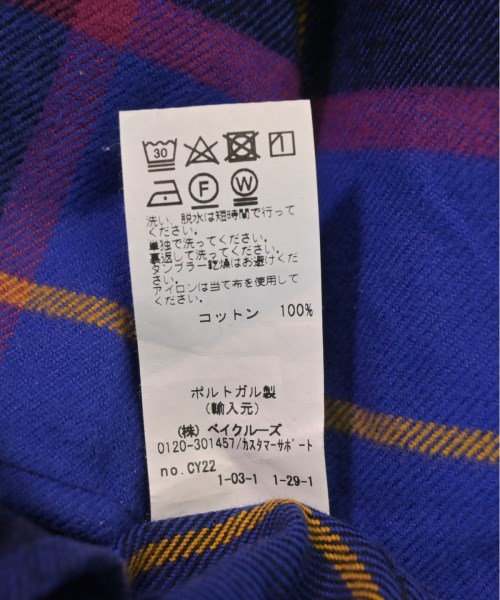 30
F W
洗い、脱水は短時間で行って
ください。
単独で洗ってください。
裏返して洗ってください。
タンブラー乾燥はお避けくだ
さい。
アイロンは当て布を使用して
ください。
コットン 100%
ポルトガル製
(輸入元)
(株) ベイクルーズ
0120-301457/カスタマーサポート
no.CY22
1-03-1 1-29-1